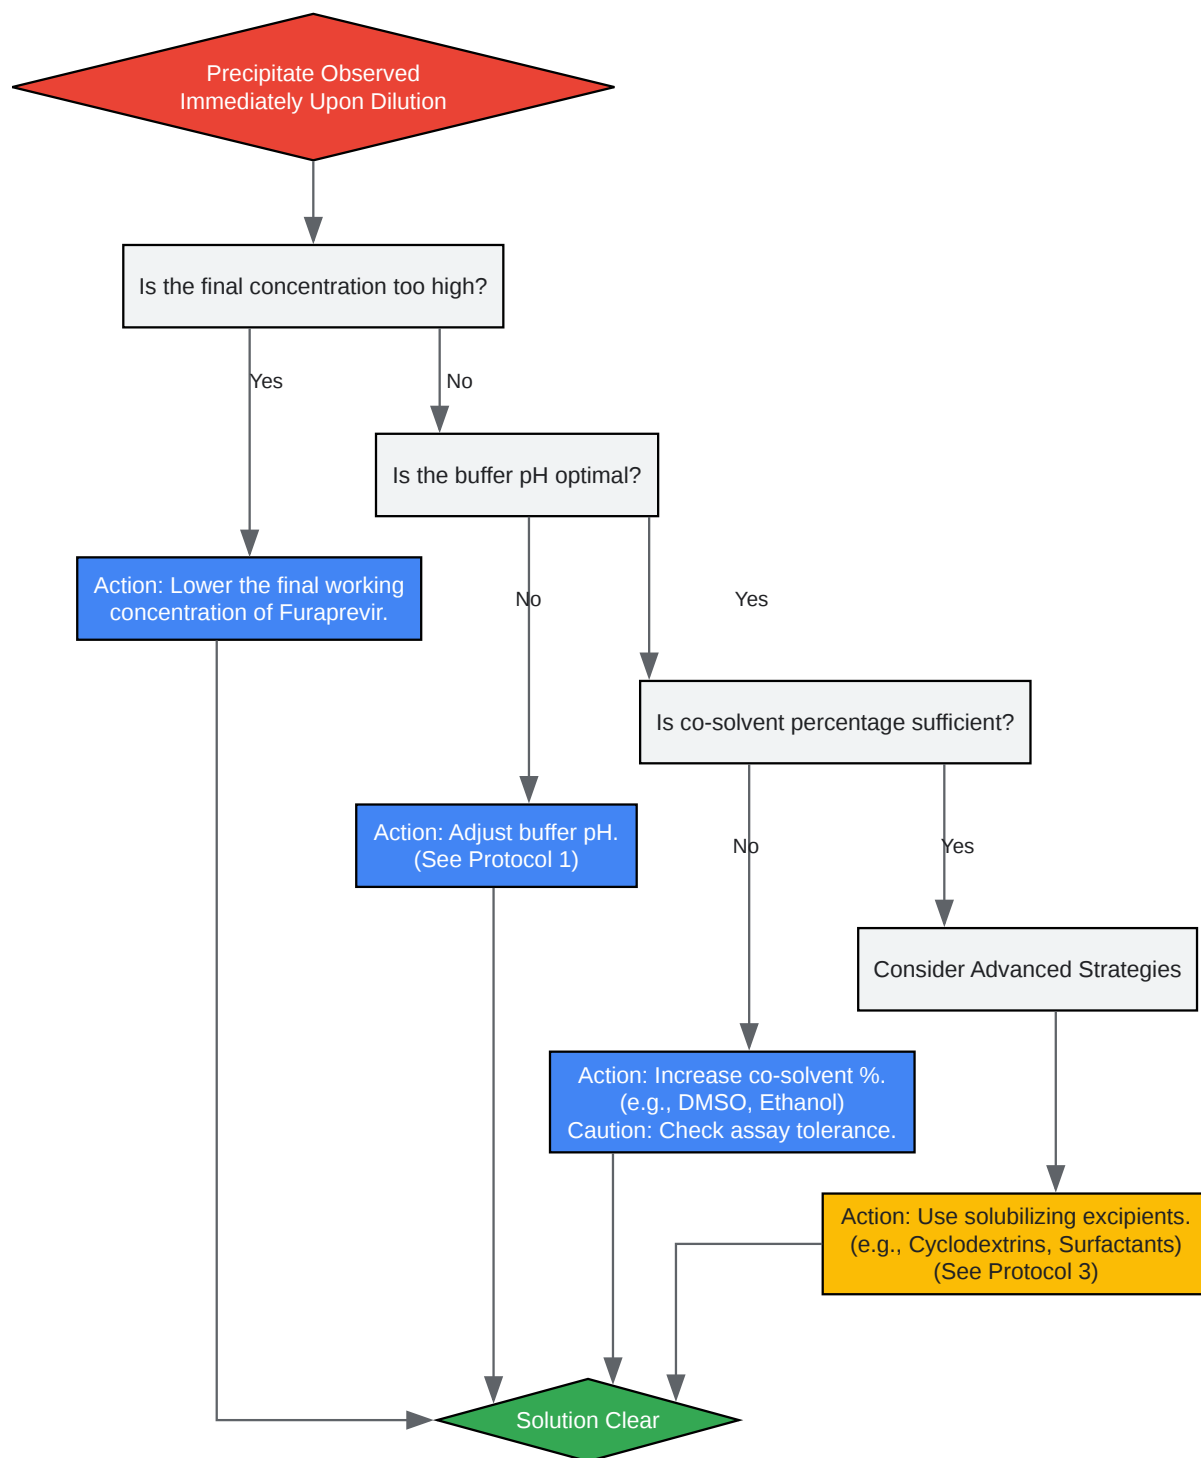 Precipitate Observed
Immediately Upon Dilution
Is the final concentration too high?
Yes
No
Is the buffer pH optimal?
Action: Lower the final working
concentration of Furaprevir.
No
Yes
Is co-solvent percentage sufficient?
Action: Adjust buffer pH.
(See Protocol 1)
No
Yes
Consider Advanced Strategies
Action: Increase co-solvent %.
(e.g., DMSO, Ethanol)
Caution: Check assay tolerance.
Action: Use solubilizing excipients.
(e.g., Cyclodextrins, Surfactants)
(See Protocol 3)
Solution Clear